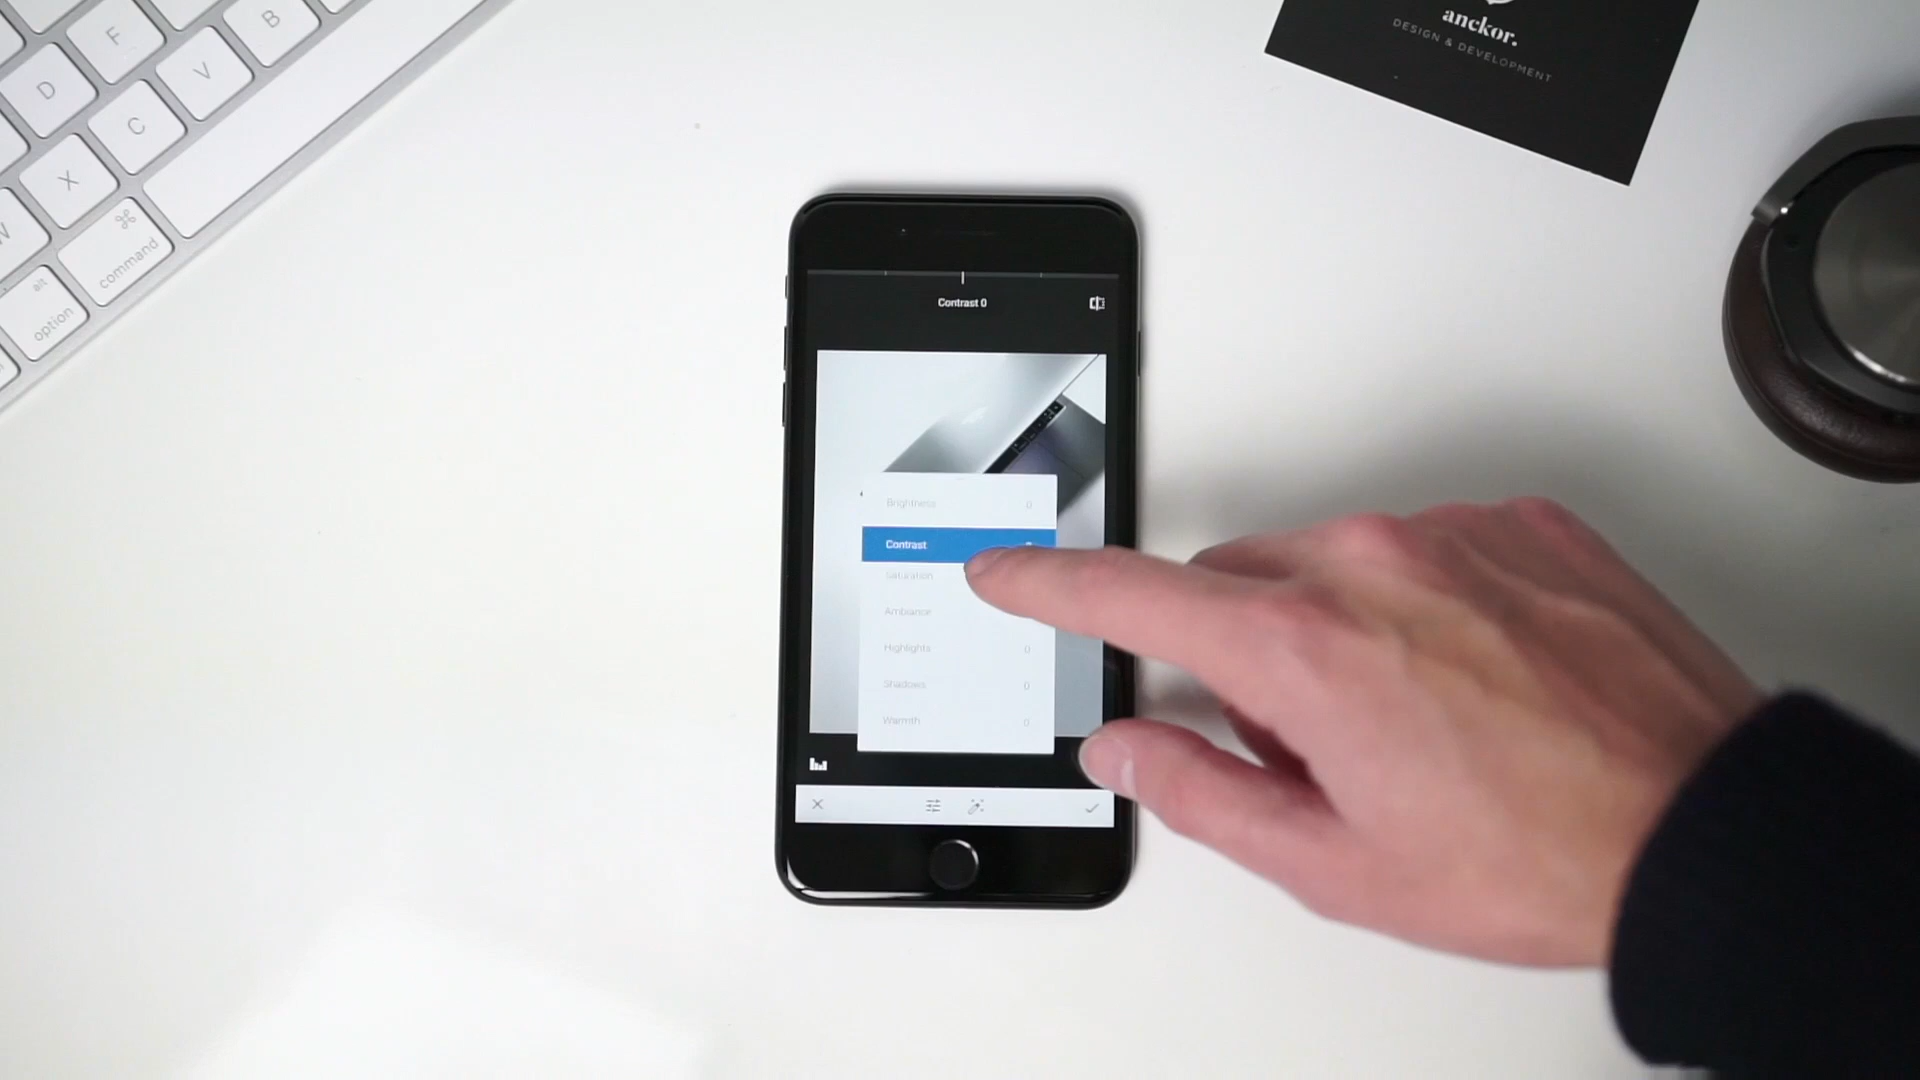 F
B
D
V
C
X
⌘
command
alt
option
anckor.
DESIGN & DEVELOPMENT
Contrast 0
Brightness 0
Contrast
Saturation
Ambiance
Highlights 0
Shadows 0
Warmth 0